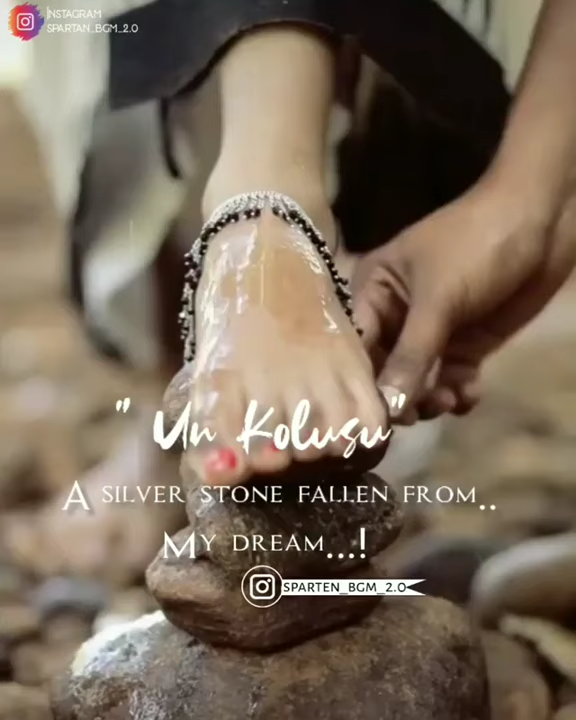 INSTAGRAM
SPARTAN_BGM_2.0
" Un Kolusu"
A SILVER STONE FALLEN FROM..
MY DREAM...!
SPARTEN_BGM_2.0